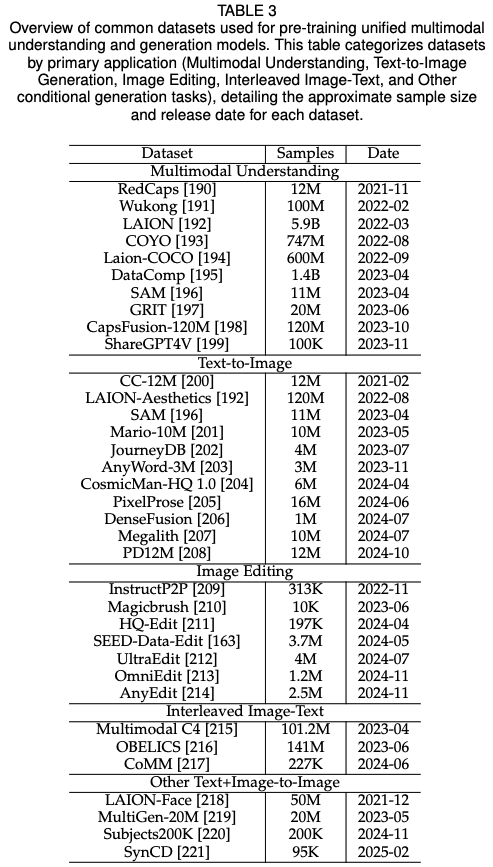 TABLE 3
Overview of common datasets used for pre-training unified multimodal
understanding and generation models. This table categorizes datasets
by primary application (Multimodal Understanding, Text-to-Image
Generation, Image Editing, Interleaved Image-Text, and Other
conditional generation tasks), detailing the approximate sample size
and release date for each dataset.
Dataset Samples Date
Multimodal Understanding
RedCaps [190] 12M 2021-11
Wukong [191] 100M 2022-02
LAION [192] 5.9B 2022-03
COYO [193] 747M 2022-08
Laion-COCO [194] 600M 2022-09
DataComp [195] 1.4B 2023-04
SAM [196] 11M 2023-04
GRIT [197] 20M 2023-06
CapsFusion-120M [198] 120M 2023-10
ShareGPT4V [199] 100K 2023-11
Text-to-Image
CC-12M [200] 12M 2021-02
LAION-Aesthetics [192] 120M 2022-08
SAM [196] 11M 2023-04
Mario-10M [201] 10M 2023-05
JourneyDB [202] 4M 2023-07
AnyWord-3M [203] 3M 2023-11
CosmicMan-HQ 1.0 [204] 6M 2024-04
PixelProse [205] 16M 2024-06
DenseFusion [206] 1M 2024-07
Megalith [207] 10M 2024-07
PD12M [208] 12M 2024-10
Image Editing
InstructP2P [209] 313K 2022-11
Magicbrush [210] 10K 2023-06
HQ-Edit [211] 197K 2024-04
SEED-Data-Edit [163] 3.7M 2024-05
UltraEdit [212] 4M 2024-07
OmniEdit [213] 1.2M 2024-11
AnyEdit [214] 2.5M 2024-11
Interleaved Image-Text
Multimodal C4 [215] 101.2M 2023-04
OBELICS [216] 141M 2023-06
CoMM [217] 227K 2024-06
Other Text+Image-to-Image
LAION-Face [218] 50M 2021-12
MultiGen-20M [219] 20M 2023-05
Subjects200K [220] 200K 2024-11
SynCD [221] 95K 2025-02